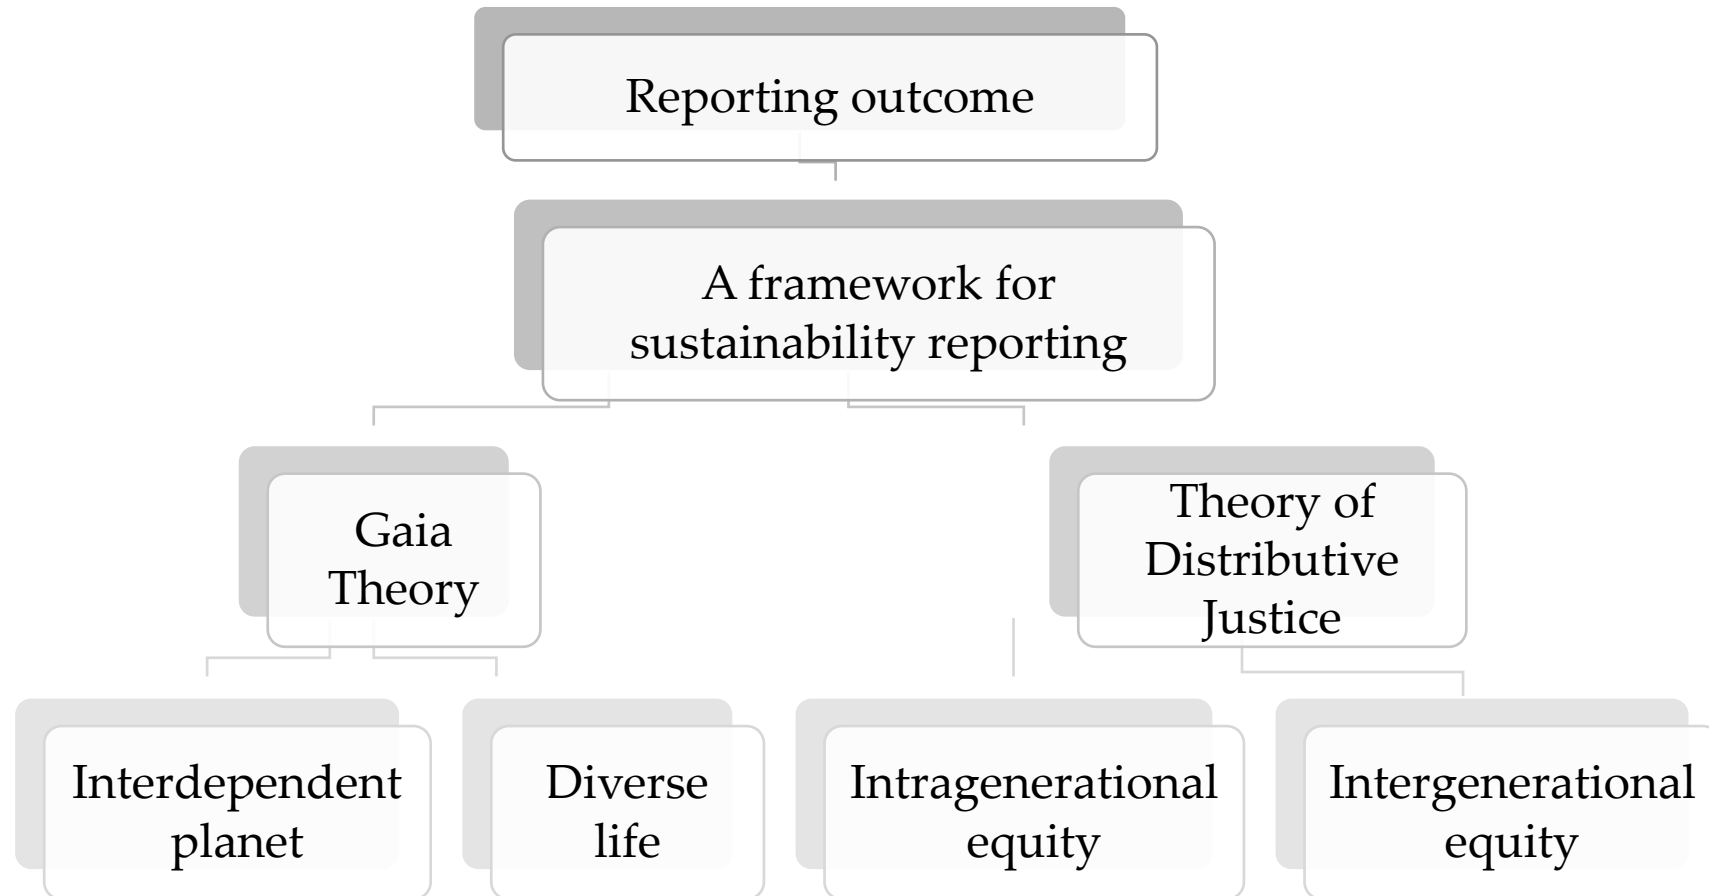 Reporting outcome
A framework for
sustainability reporting
Gaia
Theory
Theory of
Distributive
Justice
Interdependent
planet
Diverse
life
Intragenerational
equity
Intergenerational
equity